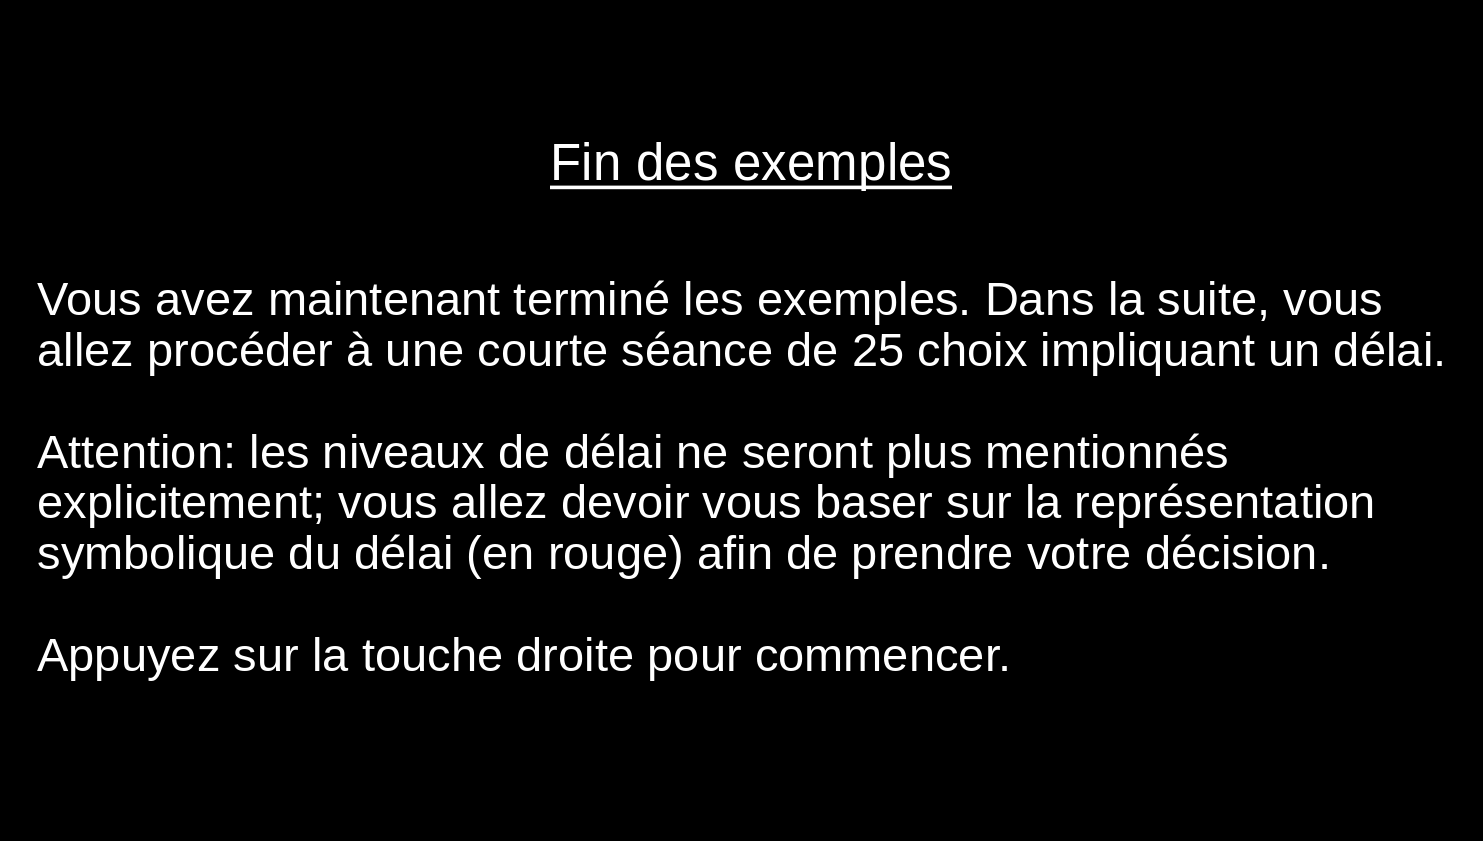 Fin des exemples
Vous avez maintenant terminé les exemples. Dans la suite, vous
allez procéder à une courte séance de 25 choix impliquant un délai.
Attention: les niveaux de délai ne seront plus mentionnés
explicitement; vous allez devoir vous baser sur la représentation
symbolique du délai (en rouge) afin de prendre votre décision.
Appuyez sur la touche droite pour commencer.